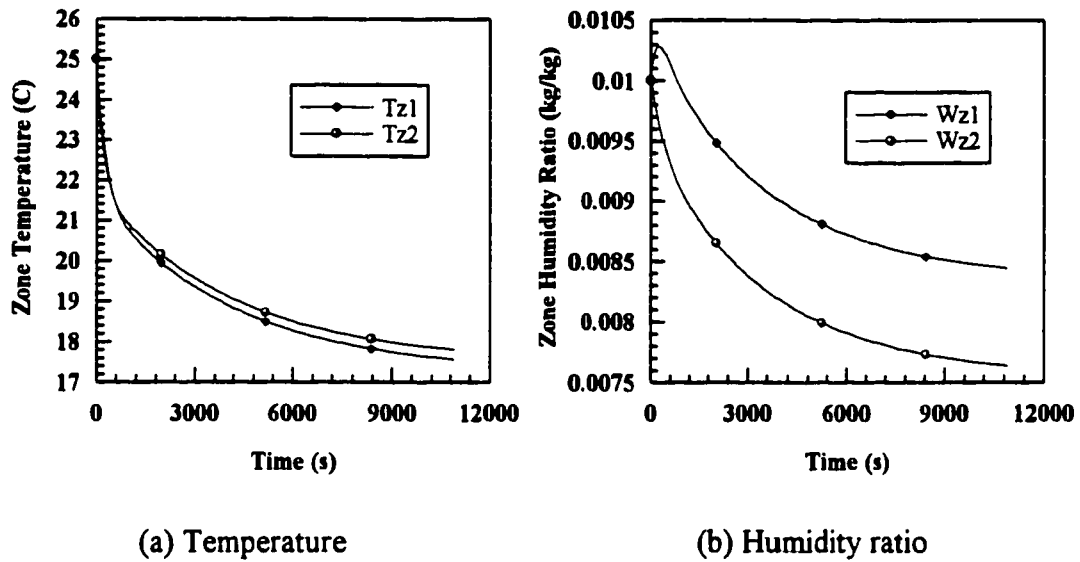 26
25
24
23
22
21
20
19
18
17
Zone Temperature (C)
Tz1
Tz2
0
3000
6000
9000
12000
Time (s)
(a) Temperature
0.0105
0.01
0.0095
0.009
0.0085
0.008
0.0075
Zone Humidity Ratio (kg/kg)
Wz1
Wz2
0
3000
6000
9000
12000
Time (s)
(b) Humidity ratio